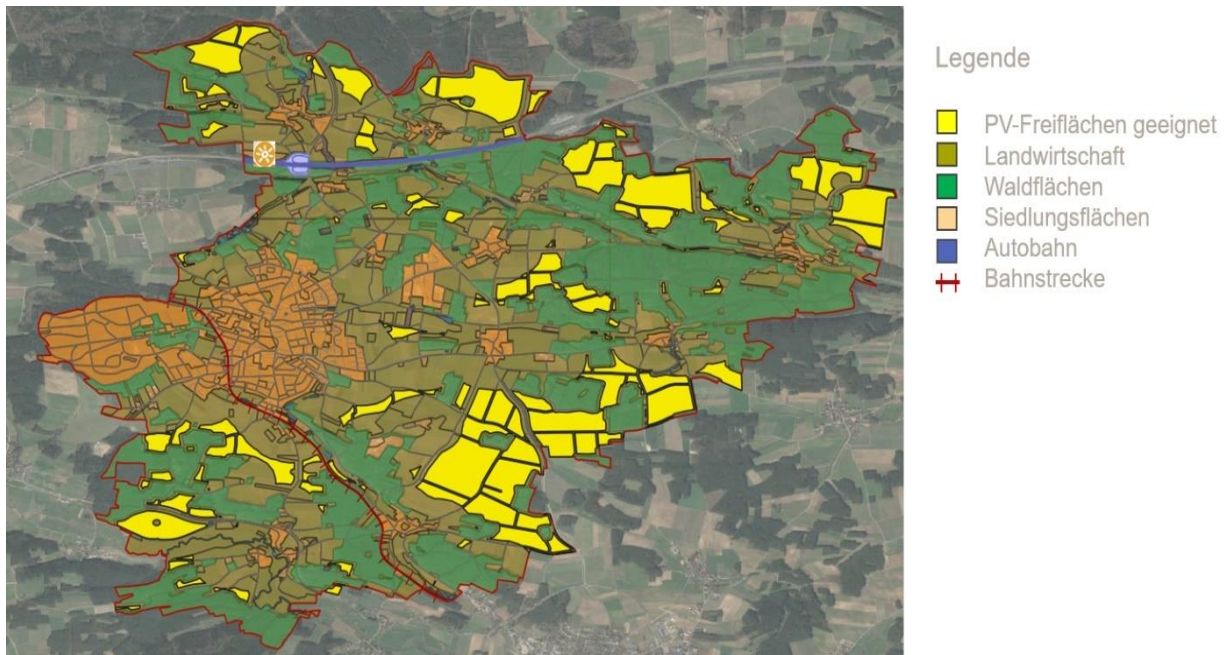 Legende
PV-Freiflächen geeignet
Landwirtschaft
Waldflächen
Siedlungsflächen
Autobahn
Bahnstrecke